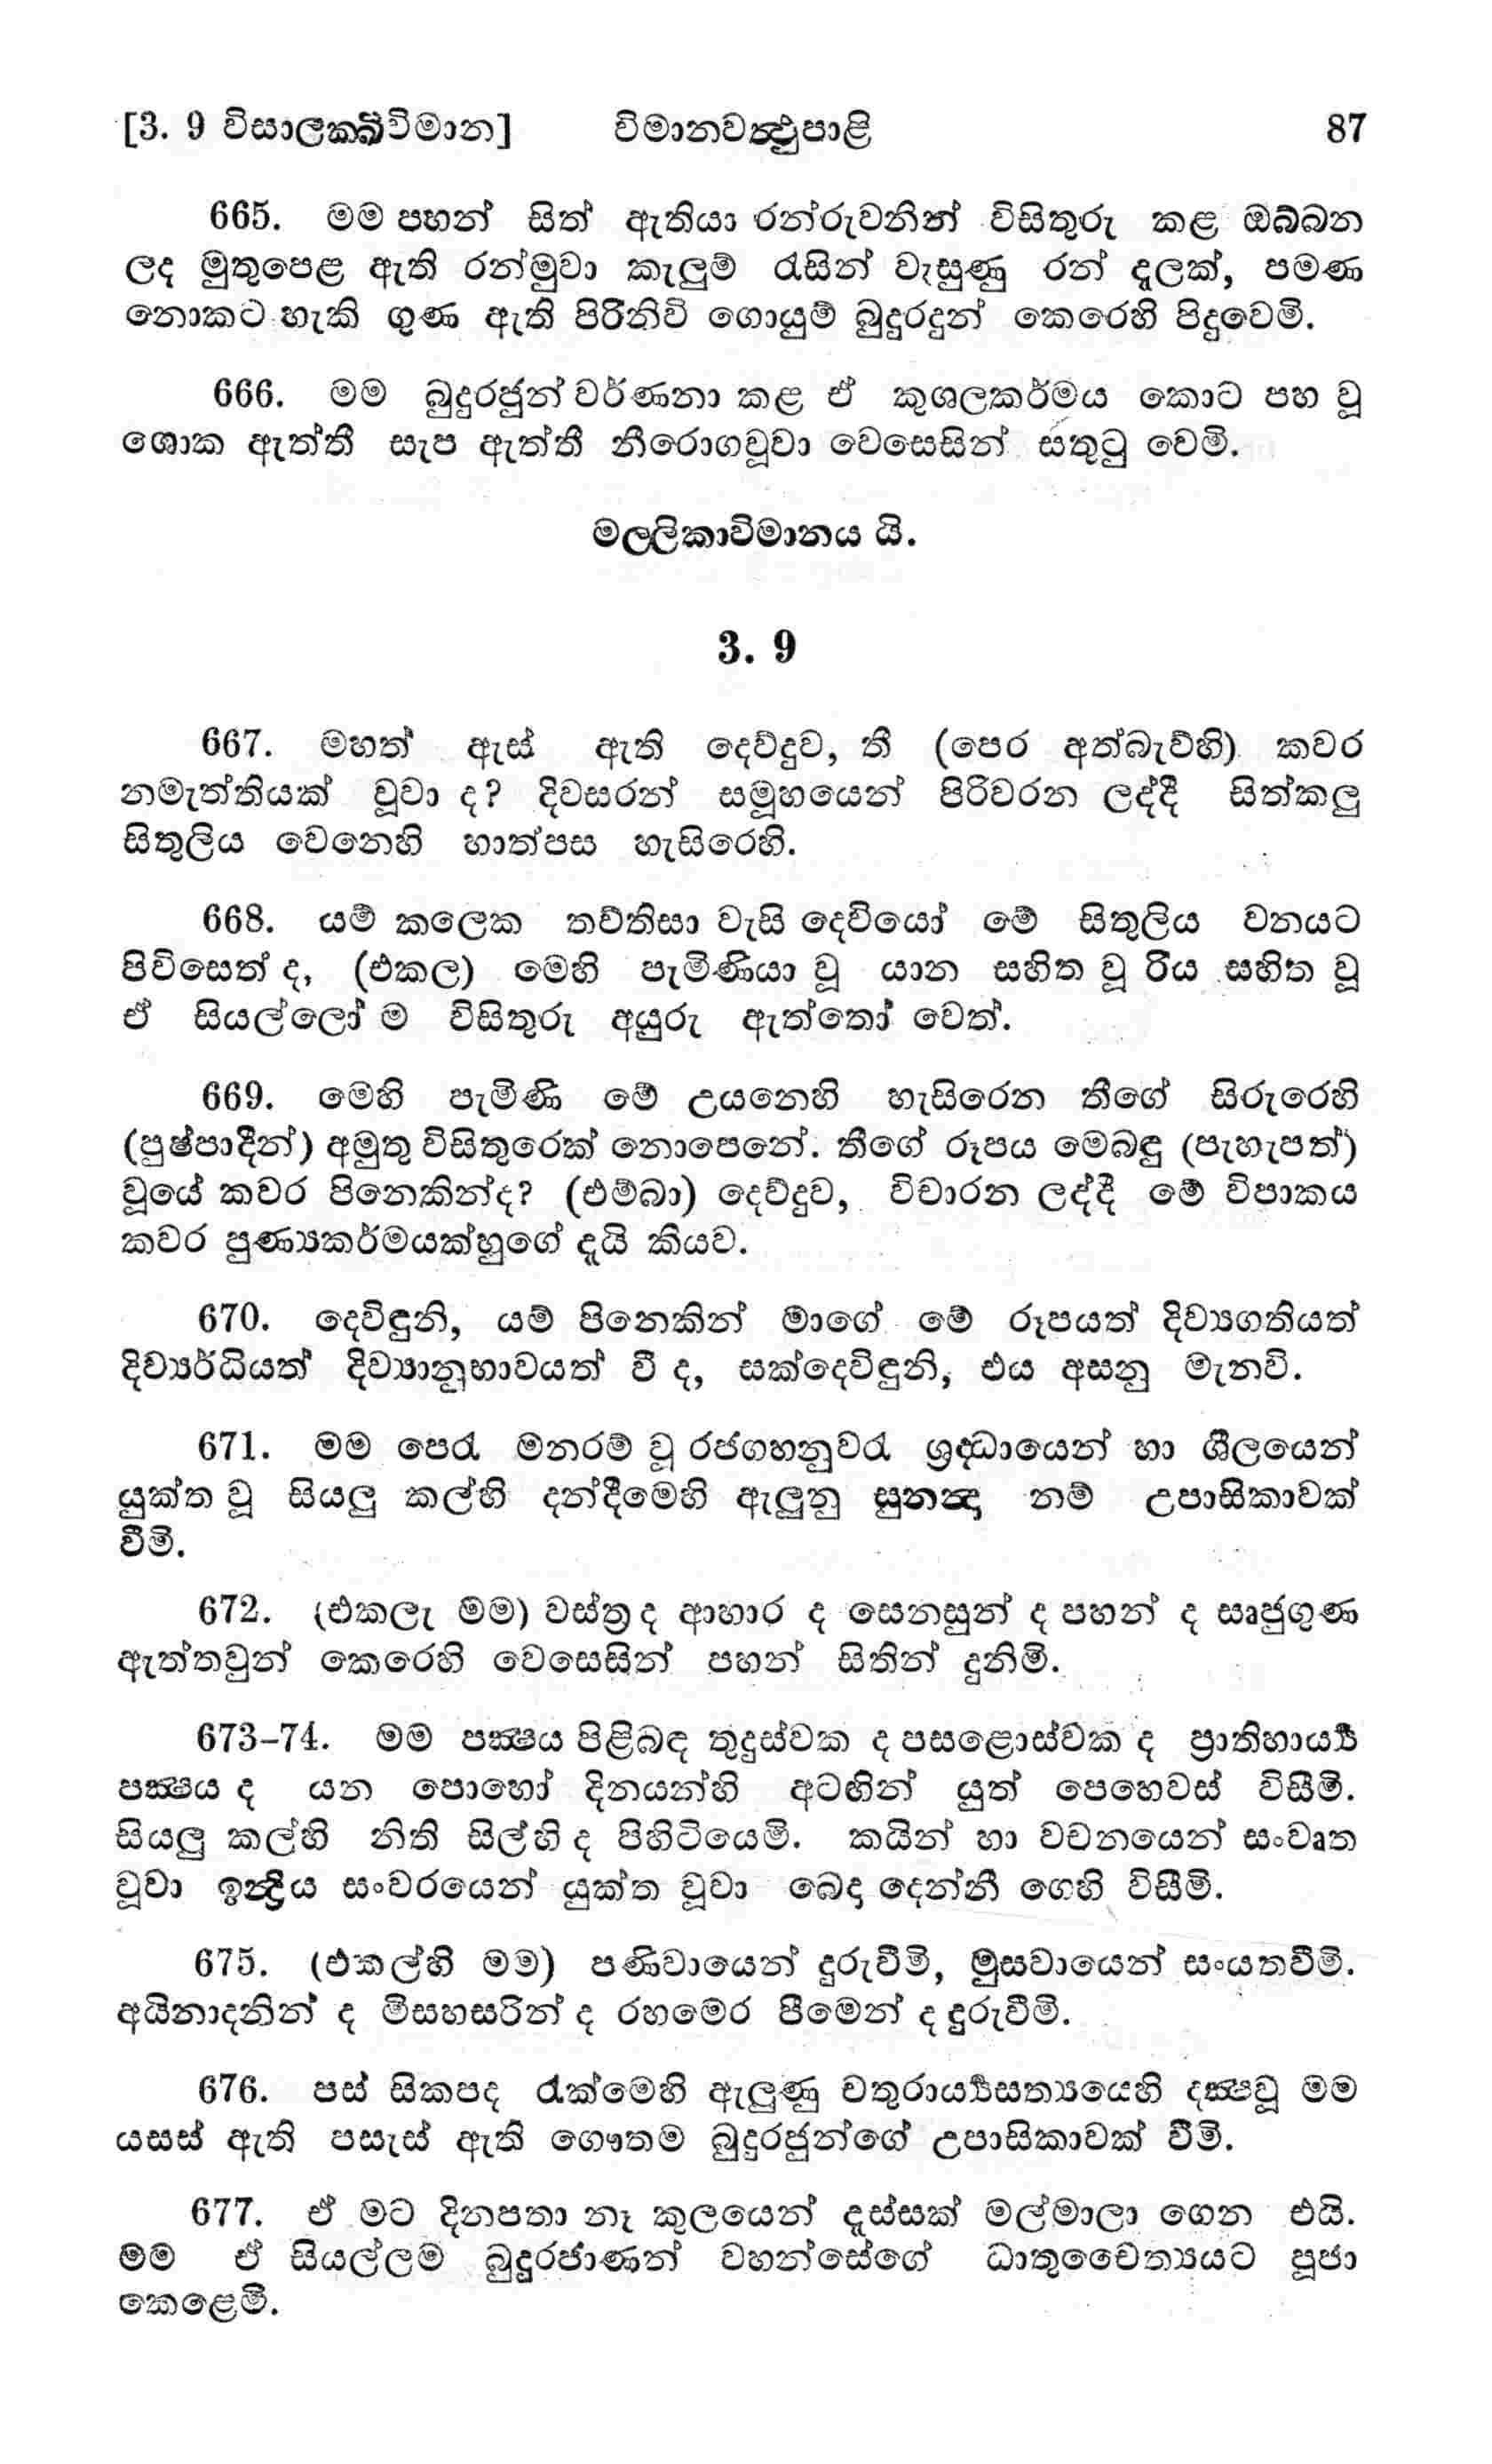 [3. 9 විසාලක්ඛිවිමාන] විමානවත්ථුපාළි 87
665. මම පහන් සිත් ඇතියා රන්රුවනින් විසිතුරු කළ ඔබ්බන
ලද මුතුපෙළ ඇති රන්මුවා කැලුම් රැසින් වැසුණු රන් දැලක්, පමණ
නොකට හැකි ගුණ ඇති පිරිනිවි ගොයුම් බුදුරදුන් කෙරෙහි පිදුවෙමි.
666. මම බුදුරජුන් වර්ණනා කළ ඒ කුශලකර්මය කොට පහ වූ
ශොක ඇත්තී සැප ඇත්තී නීරොගවූවා වෙසෙසින් සතුටු වෙමි.
මල්ලිකාවිමානය යි.
3. 9
667. මහත් ඇස් ඇති දෙව්දුව, තී (පෙර අත්බැව්හි) කවර
නමැත්තියක් වූවා ද? දිවසරන් සමූහයෙන් පිරිවරන ලද්දී සිත්කලු
සිතුලිය වෙනෙහි හාත්පස හැසිරෙහි.
668. යම් කලෙක තව්තිසා වැසි දෙවියෝ මේ සිතුලිය වනයට
පිවිසෙත් ද, (එකල) මෙහි පැමිණියා වූ යාන සහිත වූ රිය සහිත වූ
ඒ සියල්ලෝ ම විසිතුරු අයුරු ඇත්තෝ වෙත්.
669. මෙහි පැමිණි මේ උයනෙහි හැසිරෙන තීගේ සිරුරෙහි
(පුෂ්පාදීන්) අමුතු විසිතුරෙක් නොපෙනේ. තීගේ රූපය මෙබඳු (පැහැපත්)
වූයේ කවර පිනෙකින්ද? (එම්බා) දෙව්දුව, විචාරන ලද්දී මේ විපාකය
කවර පුණ්‍යකර්මයක්හුගේ දැයි කියව.
670. දෙවිඳුනි, යම් පිනෙකින් මාගේ මේ රූපයත් දිව්‍යගතියත්
දිව්‍යර්ධියත් දිව්‍යානුභාවයත් වී ද, සක්දෙවිඳුනි, එය අසනු මැනවි.
671. මම පෙරැ මනරම් වූ රජගහනුවරැ ශ්‍රද්ධායෙන් හා ශීලයෙන්
යුක්ත වූ සියලු කල්හි දන්දීමෙහි ඇලුනු සුනන්දා නම් උපාසිකාවක්
වීමි.
672. (එකලැ මම) වස්ත්‍ර ද ආහාර ද සෙනසුන් ද පහන් ද ඍජුගුණ
ඇත්තවුන් කෙරෙහි වෙසෙසින් පහන් සිතින් දුනිමි.
673–74. මම පක්‍ෂය පිළිබඳ තුදුස්වක ද පසළොස්වක ද ප්‍රාතිහාර්‍ය්‍ය
පක්‍ෂය ද යන පොහෝ දිනයන්හි අටඟින් යුත් පෙහෙවස් විසීමි.
සියලු කල්හි නිති සිල්හි ද පිහිටියෙමි. කයින් හා වචනයෙන් සංවෘත
වූවා ඉන්ද්‍රිය සංවරයෙන් යුක්ත වූවා බෙදා දෙන්නී ගෙහි විසීමි.
675. (එකල්හි මම) පණිවායෙන් දුරුවීමි, මුසවායෙන් සංයතවීමි.
අයිනාදනින් ද මිසහසරින් ද රහමෙර පීමෙන් ද දුරුවීමි.
676. පස් සිකපද රැක්මෙහි ඇලුණු චතුරාර්‍ය්‍යසත්‍යයෙහි දක්‍ෂවූ මම
යසස් ඇති පසැස් ඇති ගෞතම බුදුරජුන්ගේ උපාසිකාවක් වීමි.
677. ඒ මට දිනපතා නෑ කුලයෙන් දැස්සක් මල්මාලා ගෙන එයි.
මම ඒ සියල්ලම බුදුරජාණන් වහන්සේගේ ධාතුචෛත්‍යයට පූජා
කෙළෙමි.